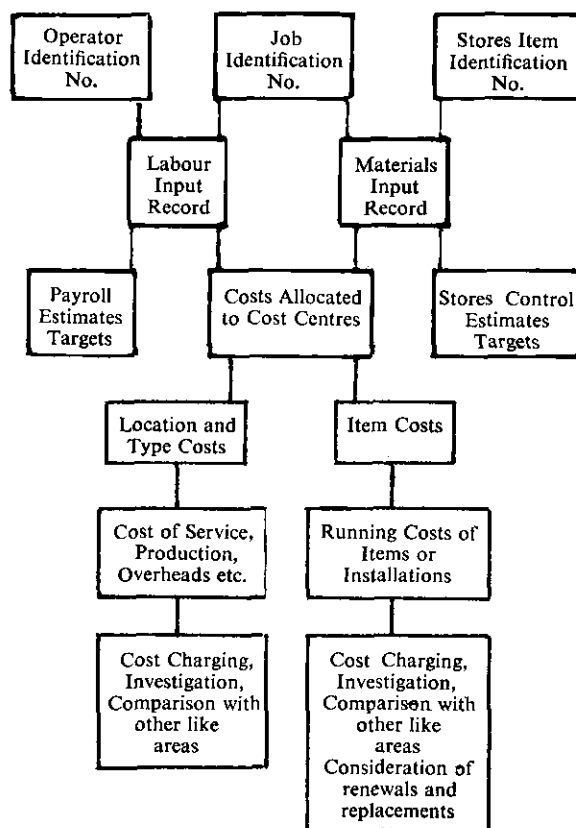 Operator
Identification
No.
Job
Identification
No.
Stores Item
Identification
No.
Labour
Input
Record
Materials
Input
Record
Payroll
Estimates
Targets
Costs Allocated
to Cost Centres
Stores Control
Estimates
Targets
Location and
Type Costs
Item Costs
Cost of Service,
Production,
Overheads etc.
Running Costs of
Items or
Installations
Cost Charging,
Investigation,
Comparison with
other like
areas
Cost Charging,
Investigation,
Comparison with
other like
areas
Consideration of
renewals and
replacements